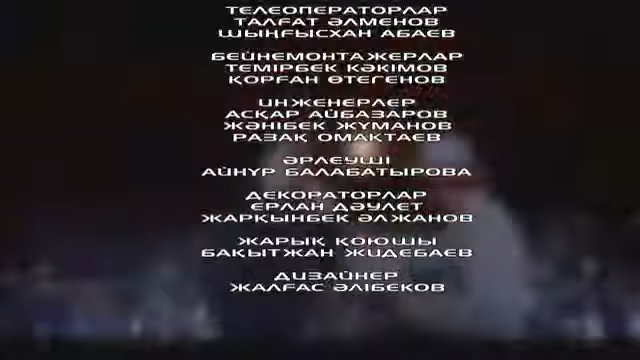 ТЕЛЕОПЕРАТОРЛАР
ТАЛҒАТ ӘЛМЕНОВ
ШЫҢҒЫСХАН АБАЕВ
БЕЙНЕМОНТАЖЕРЛАР
ТЕМІРБЕК КӘКІМОВ
ҚОРҒАН ӨТЕГЕНОВ
ИНЖЕНЕРЛЕР
АСҚАР АЙБАЗАРОВ
ЖӘНІБЕК ЖҰМАНОВ
РАЗАҚ ОМАҚТАЕВ
ӘРЛЕУШІ
АЙНҰР БАЛАБАТЫРОВА
ДЕКОРАТОРЛАР
ЕРЛАН ДӘУЛЕТ
ЖАРҚЫНБЕК ӘЛЖАНОВ
ЖАРЫҚ ҚОЮШЫ
БАҚЫТЖАН ЖИДЕБАЕВ
ДИЗАЙНЕР
ЖАЛҒАС ӘЛІБЕКОВ